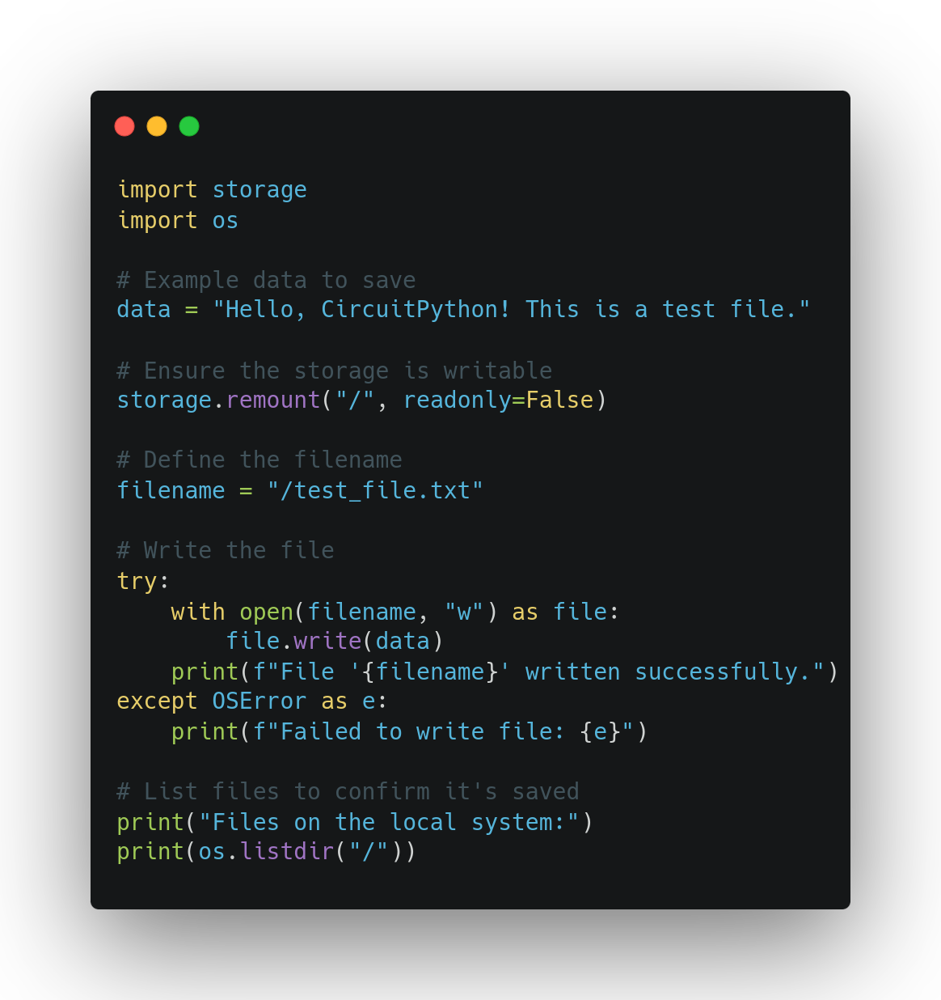 import storage
import os
# Example data to save
data = "Hello, CircuitPython! This is a test file."
# Ensure the storage is writable
storage.remount("/", readonly=False)
# Define the filename
filename = "/test_file.txt"
# Write the file
try:
    with open(filename, "w") as file:
        file.write(data)
    print(f"File '{filename}' written successfully.")
except OSError as e:
    print(f"Failed to write file: {e}")
# List files to confirm it's saved
print("Files on the local system:")
print(os.listdir("/"))